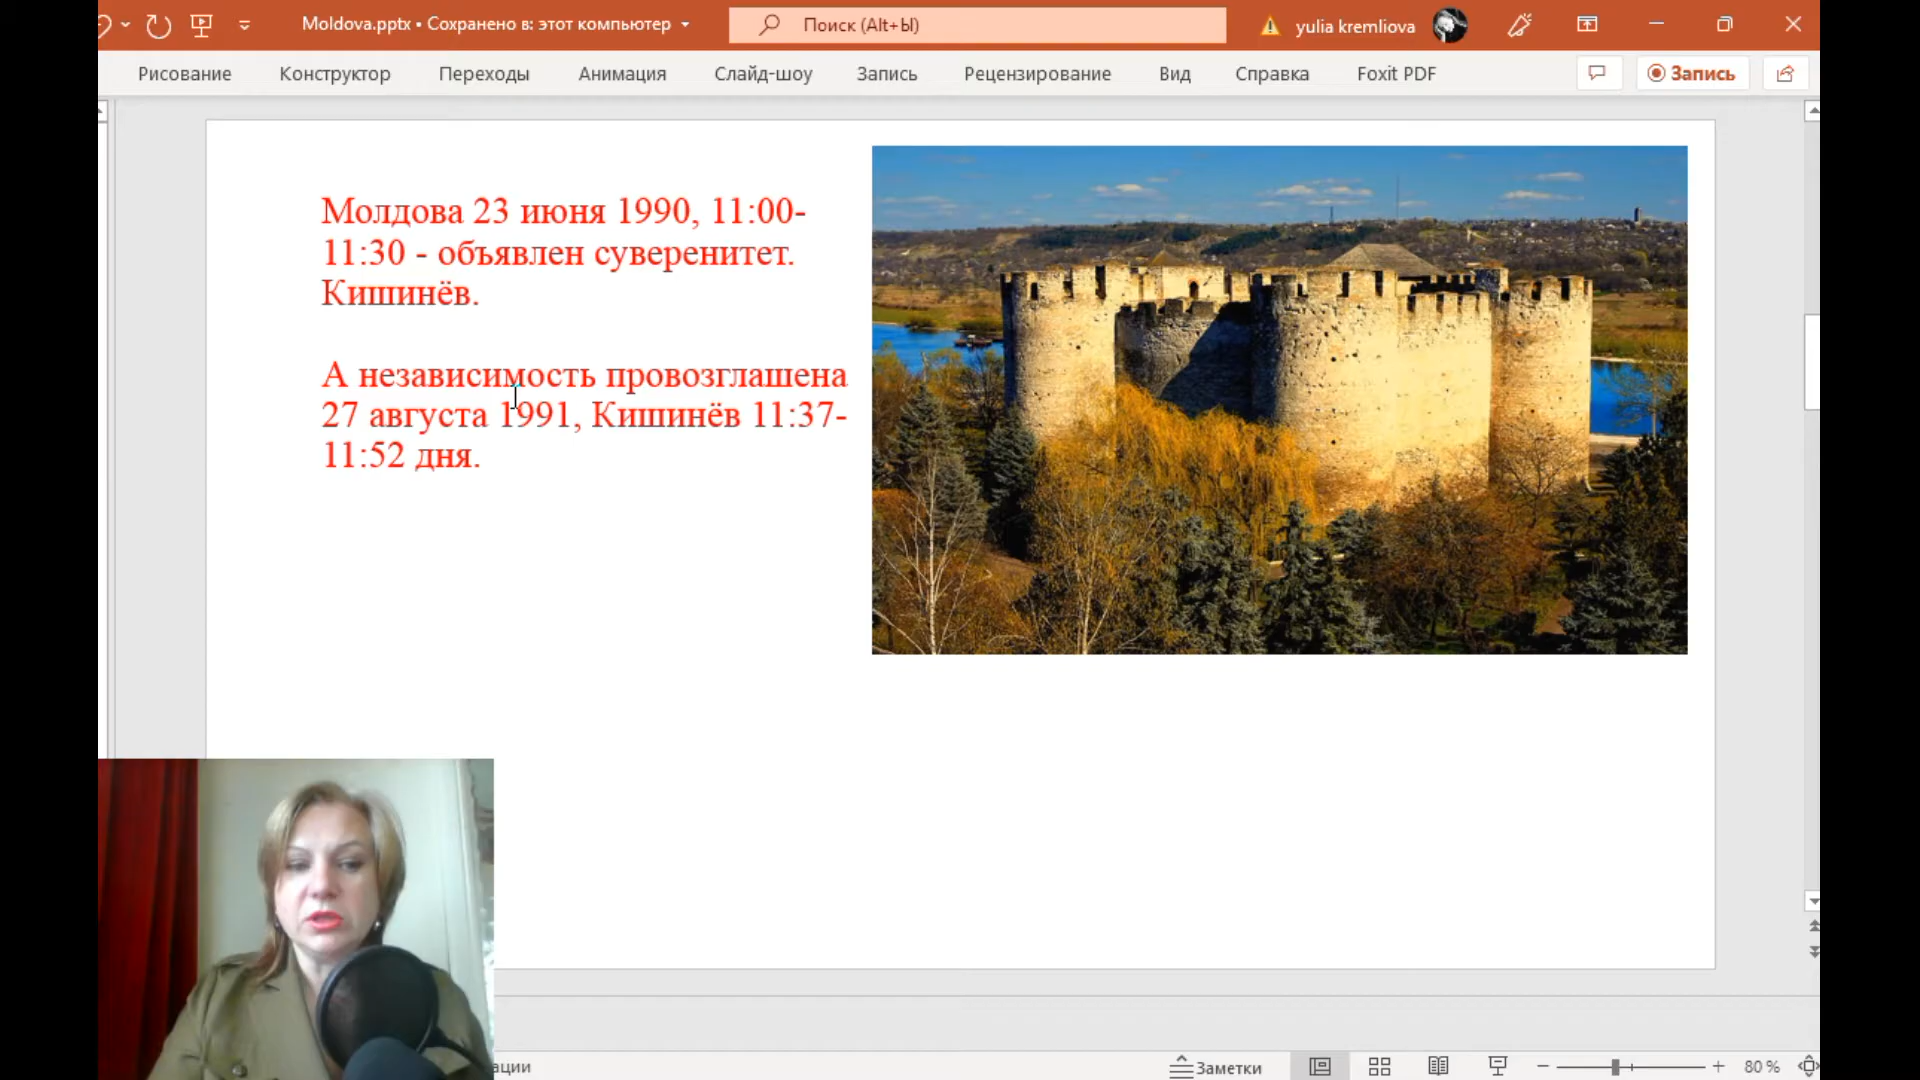 Moldova.pptx • Сохранено в: этот компьютер
Поиск (Alt+Ы)
yulia kremliova
Рисование Конструктор Переходы Анимация Слайд-шоу Запись Рецензирование Вид Справка Foxit PDF Запись
Молдова 23 июня 1990, 11:00-
11:30 - объявлен суверенитет.
Кишинёв.
А независимость провозглашена
27 августа 1991, Кишинёв 11:37-
11:52 дня.
ации
Заметки
80 %